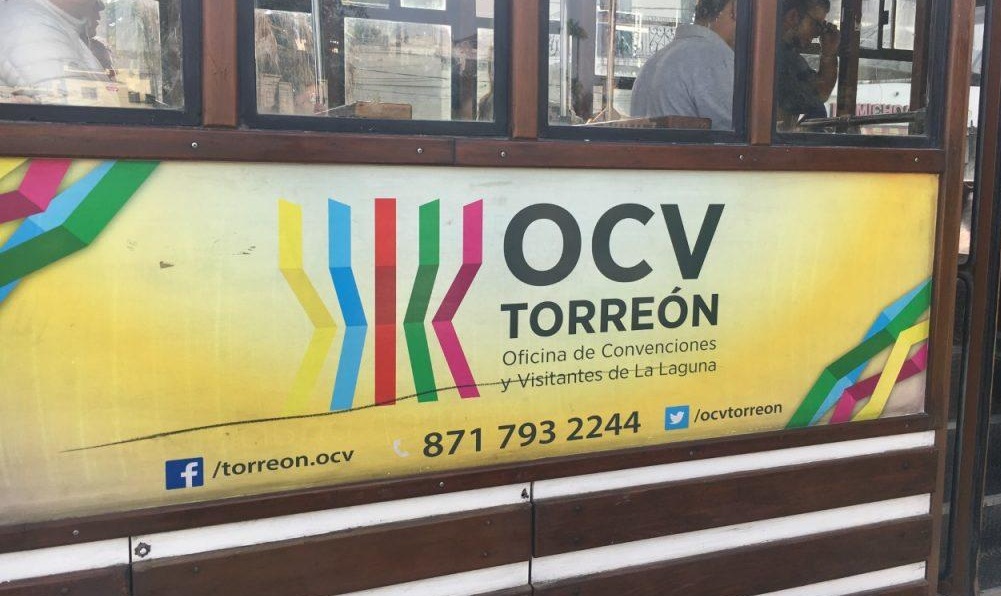 OCV
TORREÓN
Oficina de Convenciones
y Visitantes de La Laguna
/torreon.ocv
871 793 2244
/ocvtorreon